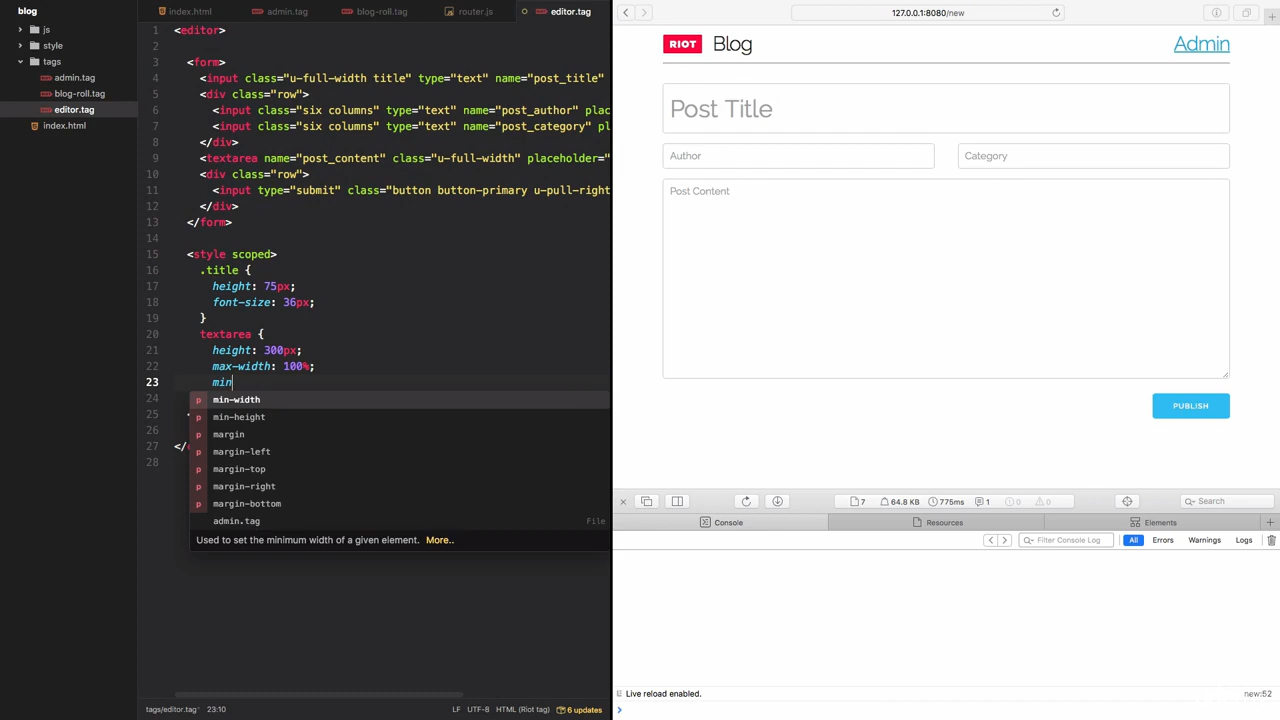 blog
js
style
tags
admin.tag
blog-roll.tag
editor.tag
index.html
index.html admin.tag blog-roll.tag router.js editor.tag
1 <editor>
2
3 <form>
4 <input class="u-full-width title" type="text" name="post_title"
5 <div class="row">
6 <input class="six columns" type="text" name="post_author" plac
7 <input class="six columns" type="text" name="post_category" pl
8 </div>
9 <textarea name="post_content" class="u-full-width" placeholder="
10 <div class="row">
11 <input type="submit" class="button button-primary u-pull-right
12 </div>
13 </form>
14
15 <style scoped>
16 .title {
17 height: 75px;
18 font-size: 36px;
19 }
20 textarea {
21 height: 300px;
22 max-width: 100%;
23 min
24
25 <
26
27 </
28
p min-width
p min-height
p margin
p margin-left
p margin-top
p margin-right
p margin-bottom
admin.tag File
Used to set the minimum width of a given element. More..
tags/editor.tag 23:10 LF UTF-8 HTML (Riot tag) 6 updates
127.0.0.1:8080/new
RIOT Blog Admin
Post Title
Author Category
Post Content
PUBLISH
7 64.8 KB 775ms 1 0 0 Search
Console Resources Elements
Filter Console Log All Errors Warnings Logs
Live reload enabled. new:52